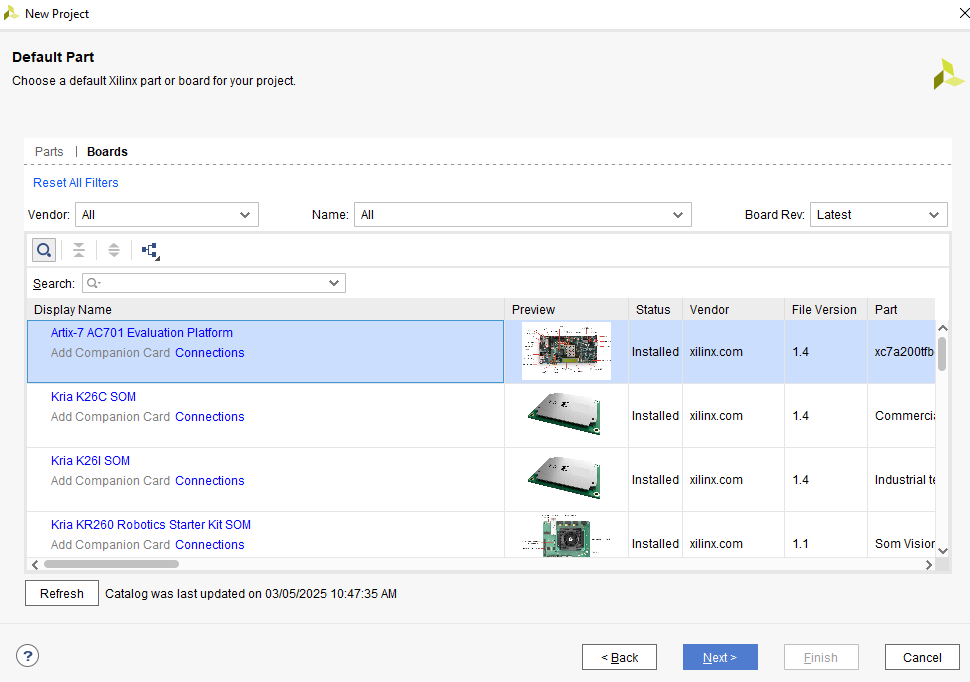 New Project
Default Part
Choose a default Xilinx part or board for your project.
Parts | Boards
Reset All Filters
Vendor: All Name: All Board Rev: Latest
Search: Q-
Display Name Preview Status Vendor File Version Part
Artix-7 AC701 Evaluation Platform
Add Companion Card Connections Installed xilinx.com 1.4 xc7a200tfb
Kria K26C SOM
Add Companion Card Connections Installed xilinx.com 1.4 Commercia
Kria K26I SOM
Add Companion Card Connections Installed xilinx.com 1.4 Industrial te
Kria KR260 Robotics Starter Kit SOM
Add Companion Card Connections Installed xilinx.com 1.1 Som Vision
Refresh Catalog was last updated on 03/05/2025 10:47:35 AM
? < Back Next > Finish Cancel